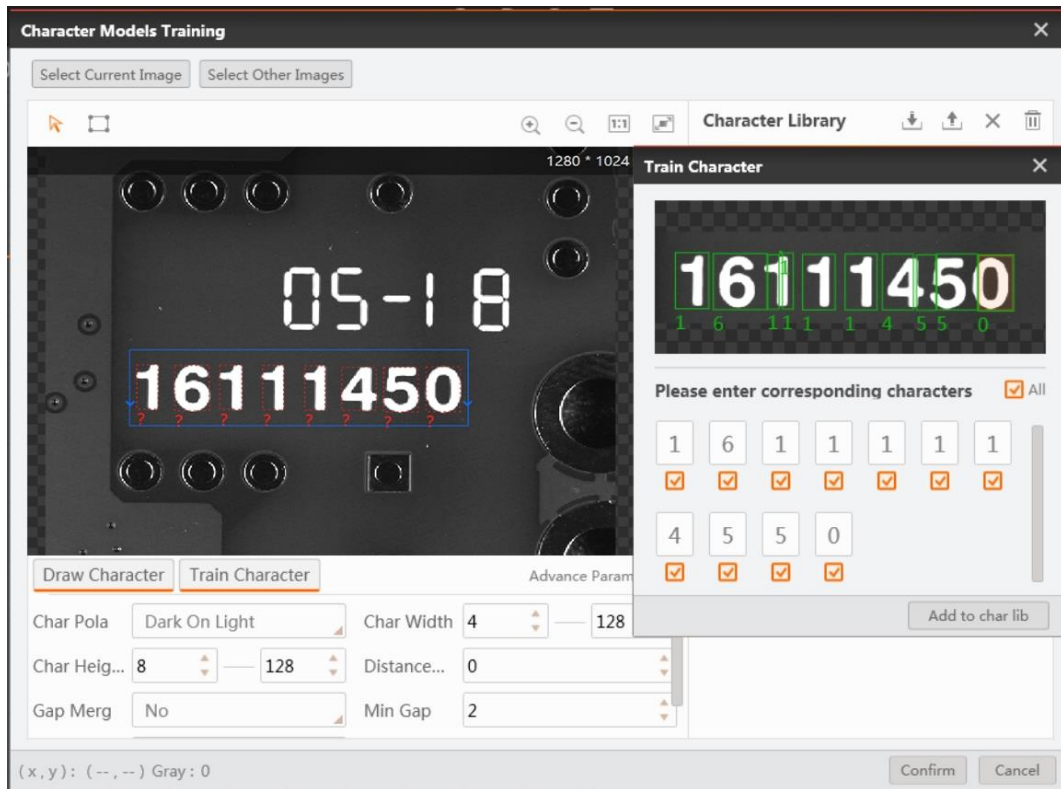 Character Models Training
Select Current Image Select Other Images
1:1
Character Library
1280 * 1024
05-18
16111450
? ? ? ? ? ? ? ?
Train Character
16111450
1 6 1 1 1 1 4 5 5 0
Please enter corresponding characters All
1 6 1 1 1 1 1
4 5 5 0
Add to char lib
Draw Character Train Character Advance Param
Char Pola Dark On Light Char Width 4 128
Char Heig... 8 128 Distance... 0
Gap Merg No Min Gap 2
(x,y): (--,--) Gray: 0
Confirm Cancel